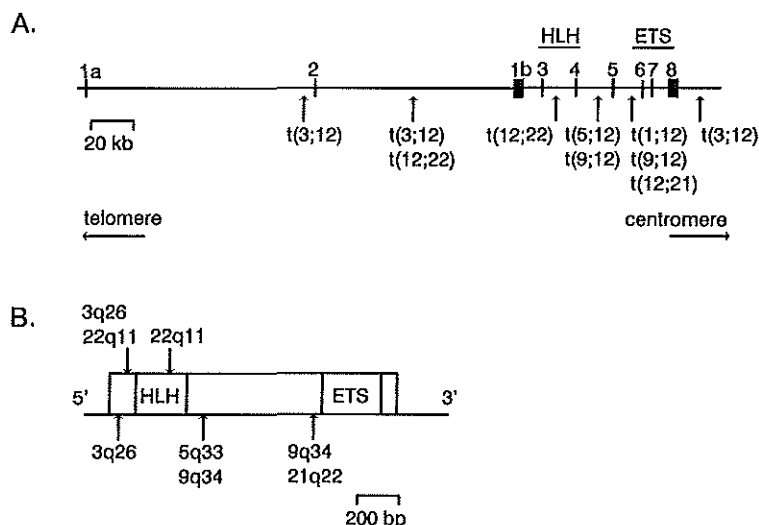 A.
HLH ETS
1a 2 1b 3 4 5 6 7 8
20 kb
t(3;12) t(3;12) t(12;22) t(5;12) t(1;12) t(3;12)
t(12;22) t(9;12) t(9;12)
t(12;21)
telomere centromere
B.
3q26
22q11 22q11
5' HLH ETS 3'
3q26 5q33 9q34
9q34 21q22
200 bp